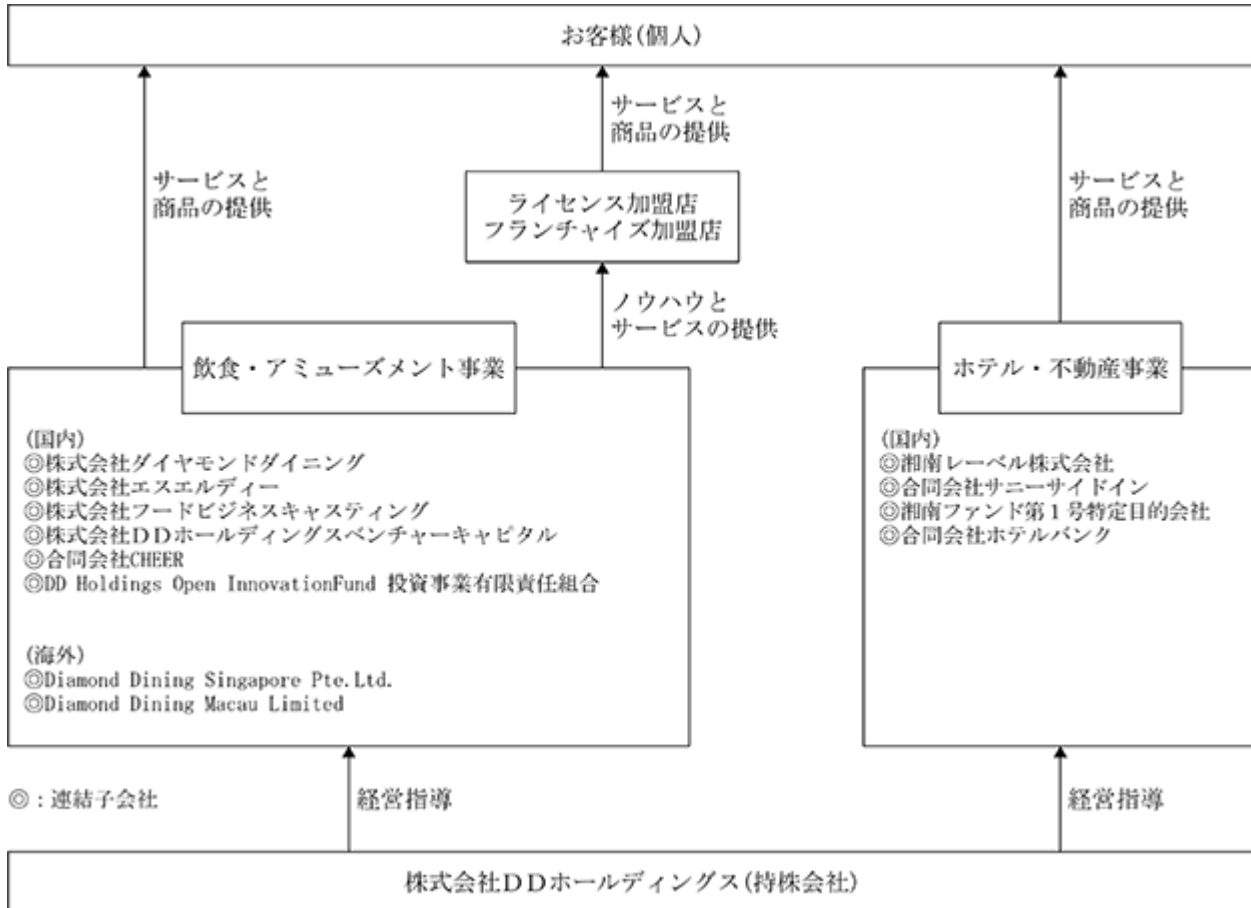 お客様(個人)
サービスと
商品の提供
サービスと
商品の提供
サービスと
商品の提供
ライセンス加盟店
フランチャイズ加盟店
ノウハウと
サービスの提供
飲食・アミューズメント事業
(国内)
◎株式会社ダイヤモンドダイニング
◎株式会社エスエルディー
◎株式会社フードビジネスキャスティング
◎株式会社DDホールディングスベンチャーキャピタル
◎合同会社CHEER
◎DD Holdings Open InnovationFund 投資事業有限責任組合
(海外)
◎Diamond Dining Singapore Pte.Ltd.
◎Diamond Dining Macau Limited
ホテル・不動産事業
(国内)
◎湘南レーベル株式会社
◎合同会社サニーサイドイン
◎湘南ファンド第1号特定目的会社
◎合同会社ホテルバンク
◎:連結子会社
経営指導
経営指導
株式会社DDホールディングス(持株会社)